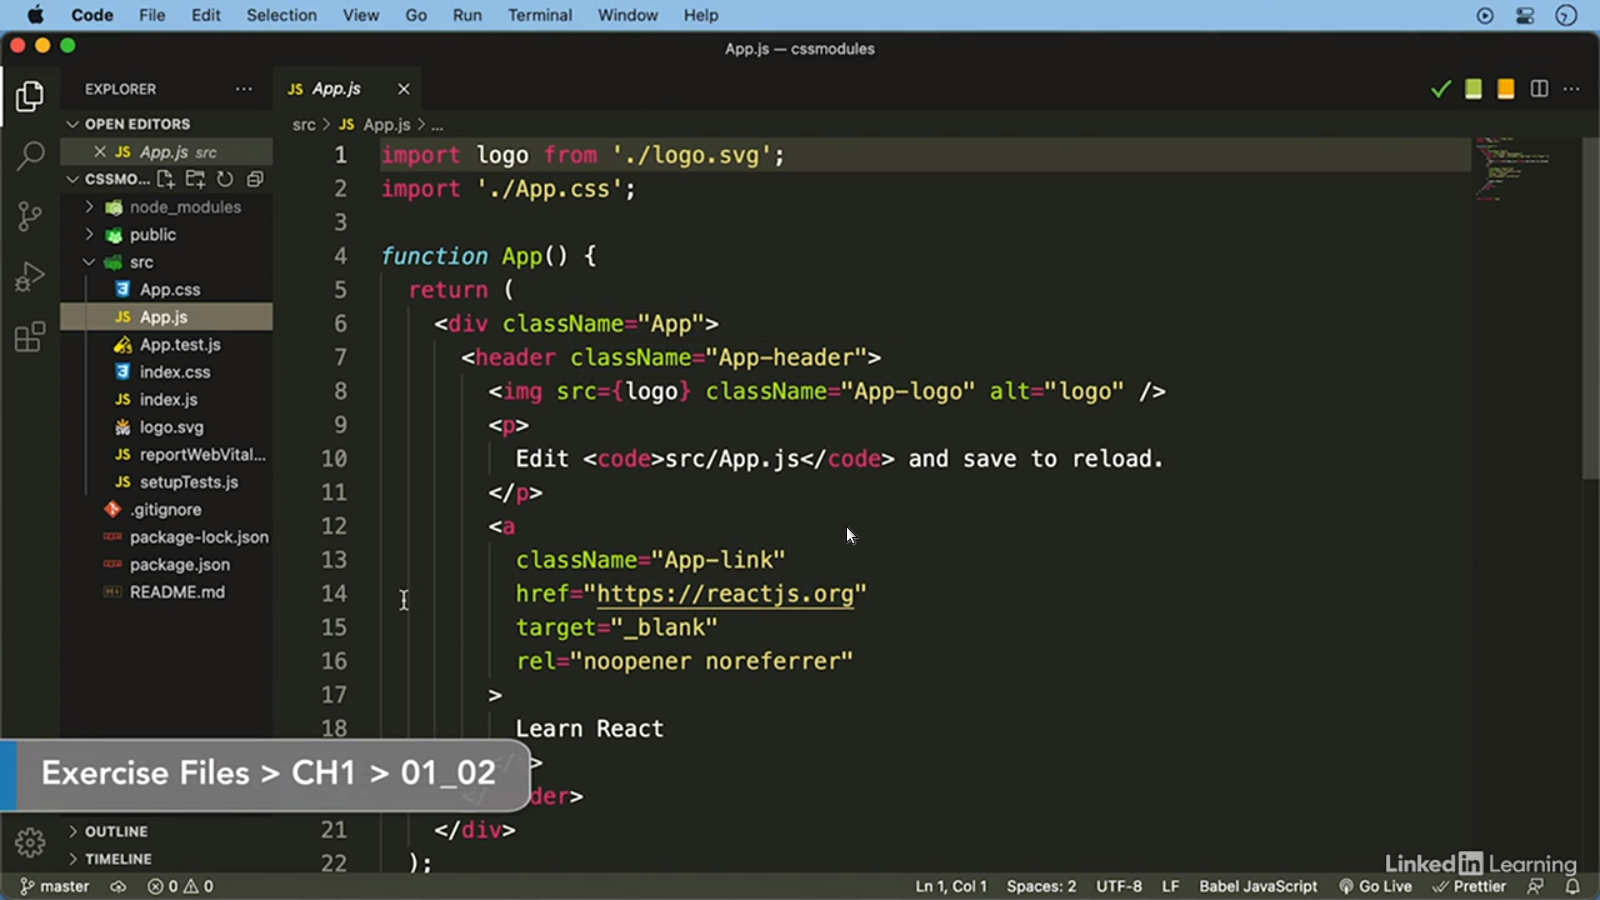 Code File Edit Selection View Go Run Terminal Window Help
App.js — cssmodules
EXPLORER ...
JS App.js
OPEN EDITORS
JS App.js src
src > JS App.js > ...
CSSMO...
node_modules
public
src
App.css
JS App.js
App.test.js
index.css
JS index.js
logo.svg
JS reportWebVital...
JS setupTests.js
.gitignore
package-lock.json
package.json
README.md
OUTLINE
TIMELINE
1 import logo from './logo.svg';
2 import './App.css';
3
4 function App() {
5 return (
6 <div className="App">
7 <header className="App-header">
8 <img src={logo} className="App-logo" alt="logo" />
9 <p>
10 Edit <code>src/App.js</code> and save to reload.
11 </p>
12 <a
13 className="App-link"
14 href="https://reactjs.org"
15 target="_blank"
16 rel="noopener noreferrer"
17 >
18 Learn React
>
der>
21 </div>
22 );
Exercise Files > CH1 > 01_02
LinkedIn Learning
master 0 0 Ln 1, Col 1 Spaces: 2 UTF-8 LF Babel JavaScript Go Live Prettier